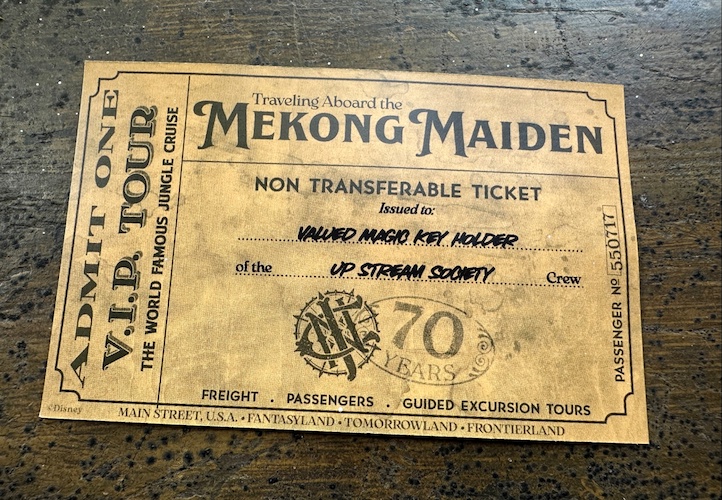 ADMIT ONE
V.I.P. TOUR
THE WORLD FAMOUS JUNGLE CRUISE
Traveling Aboard the
MEKONG MAIDEN
NON TRANSFERABLE TICKET
Issued to:
VALUED MAGIC KEY HOLDER
of the UP STREAM SOCIETY Crew
70
YEARS
PASSENGER Nº 550717
FREIGHT . PASSENGERS . GUIDED EXCURSION TOURS
©Disney
MAIN STREET, U.S.A. • FANTASYLAND • TOMORROWLAND • FRONTIERLAND